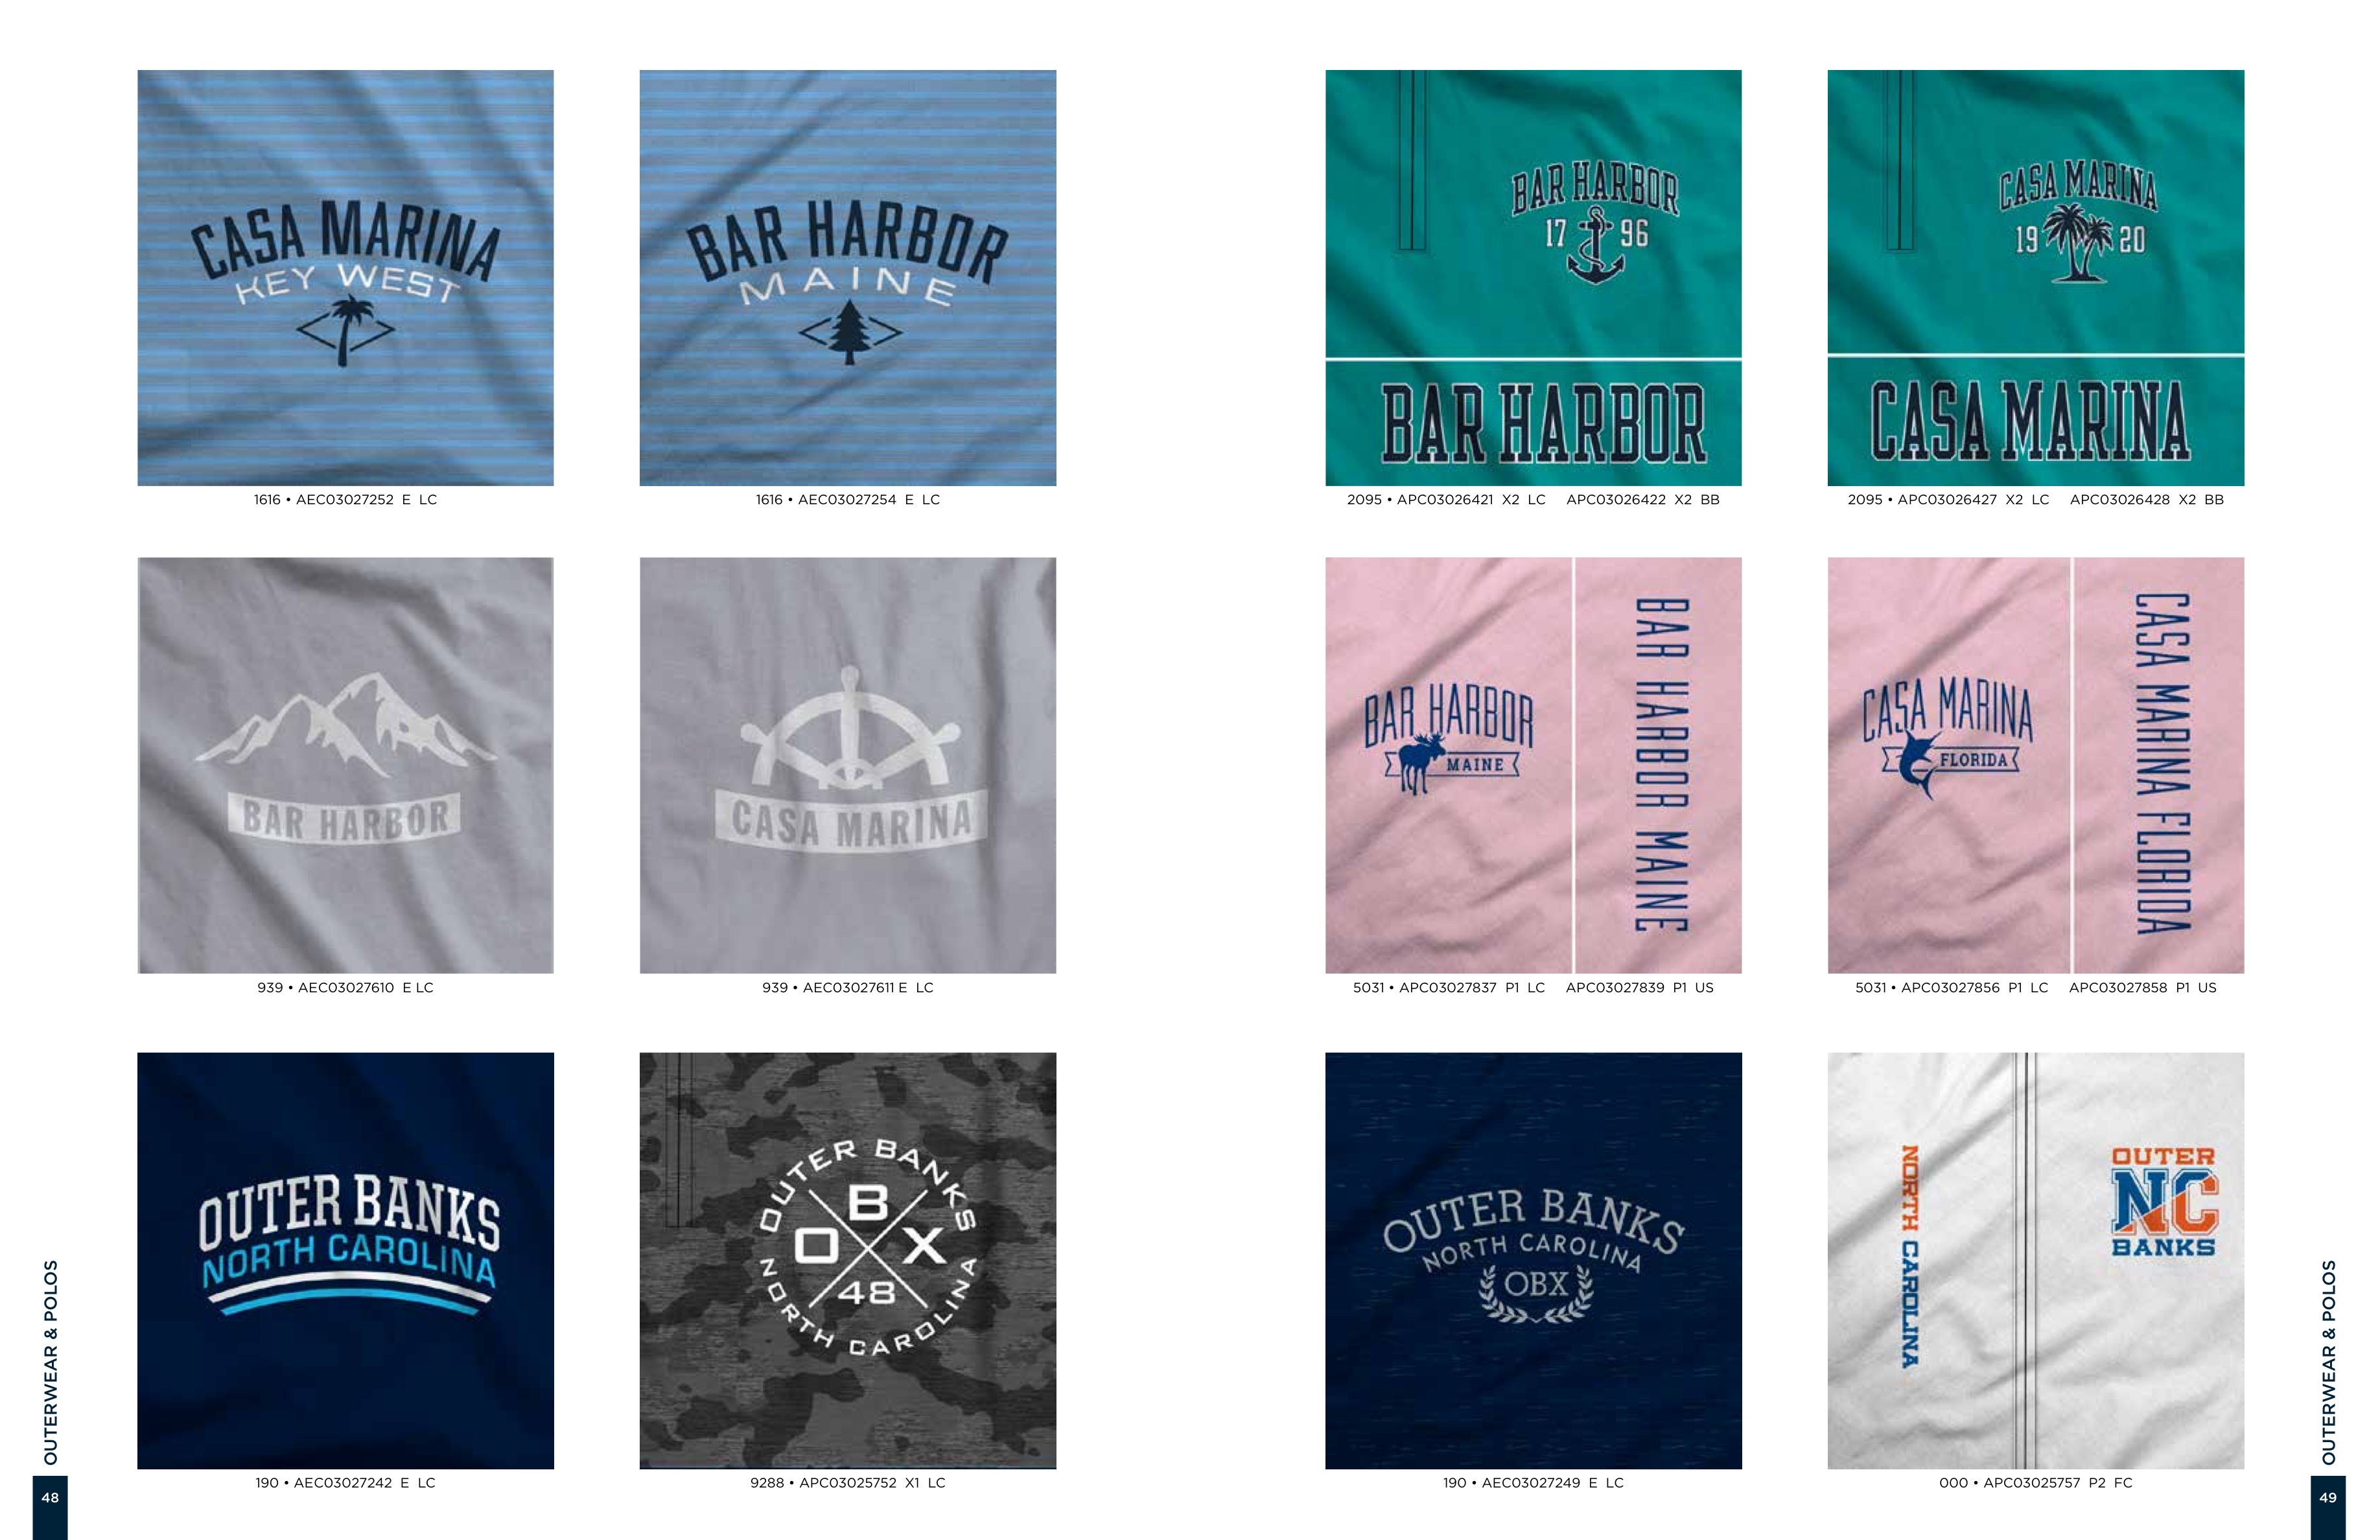 CASA MARINA
KEY WEST
1616 • AEC03027252 E LC
BAR HARBOR
MAINE
1616 • AEC03027254 E LC
BAR HARBOR
939 • AEC03027610 E LC
CASA MARINA
939 • AEC03027611 E LC
OUTER BANKS
NORTH CAROLINA
190 • AEC03027242 E LC
OUTER BANKS
B
O X
48
NORTH CAROLINA
9288 • APC03025752 X1 LC
OUTERWEAR & POLOS
48
BAR HARBOR
17 96
BAR HARBOR
2095 • APC03026421 X2 LC APC03026422 X2 BB
CASA MARINA
19 20
CASA MARINA
2095 • APC03026427 X2 LC APC03026428 X2 BB
BAR HARBOR
MAINE
BAR HARBOR MAINE
5031 • APC03027837 P1 LC APC03027839 P1 US
CASA MARINA
FLORIDA
CASA MARINA FLORIDA
5031 • APC03027856 P1 LC APC03027858 P1 US
OUTER BANKS
NORTH CAROLINA
OBX
190 • AEC03027249 E LC
NORTH CAROLINA
OUTER
NC
BANKS
000 • APC03025757 P2 FC
OUTERWEAR & POLOS
49